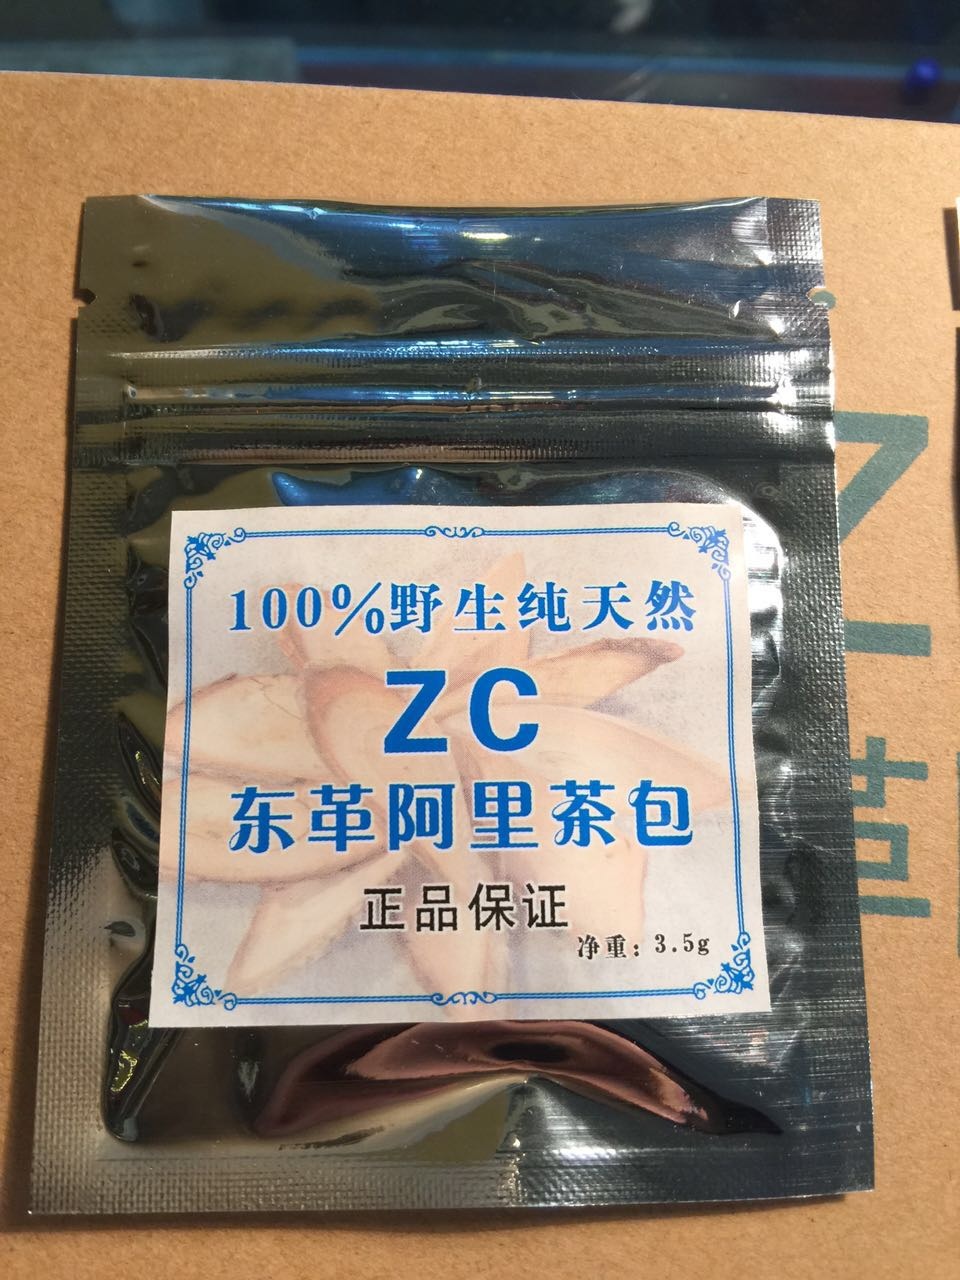 100%野生纯天然
ZC
东革阿里茶包
正品保证
净重：3.5g
Z